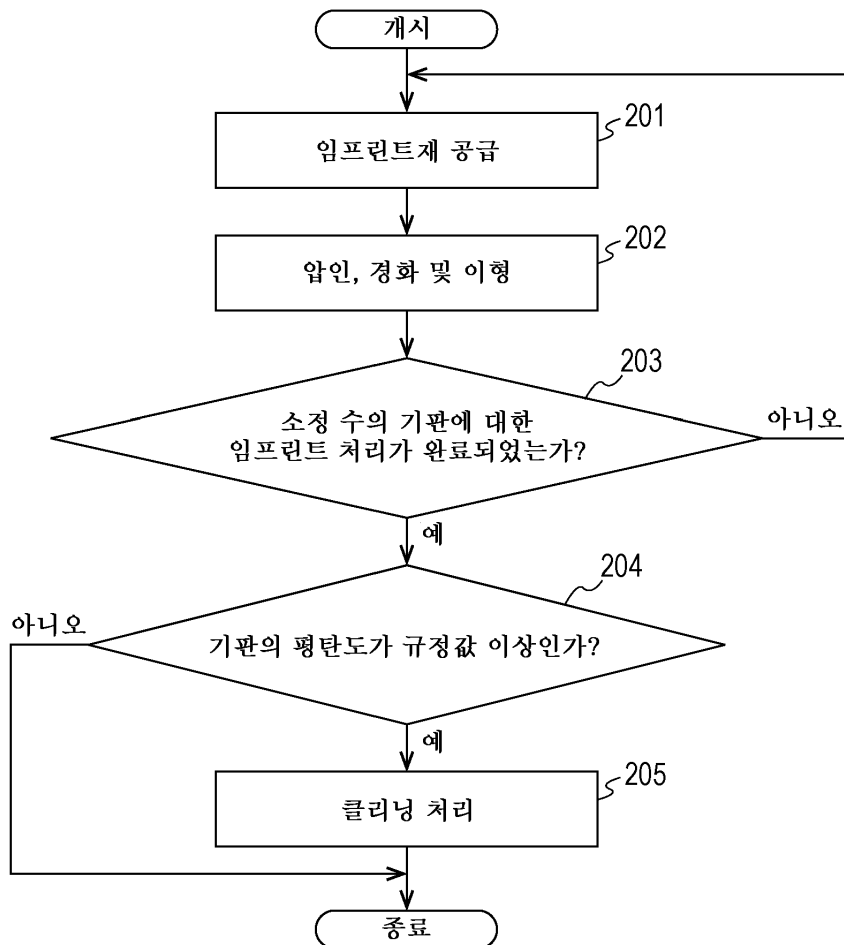 개시
임프린트재 공급
201
압인, 경화 및 이형
202
203
소정 수의 기판에 대한
임프린트 처리가 완료되었는가?
아니오
예
204
아니오
기판의 평탄도가 규정값 이상인가?
예
클리닝 처리
205
종료